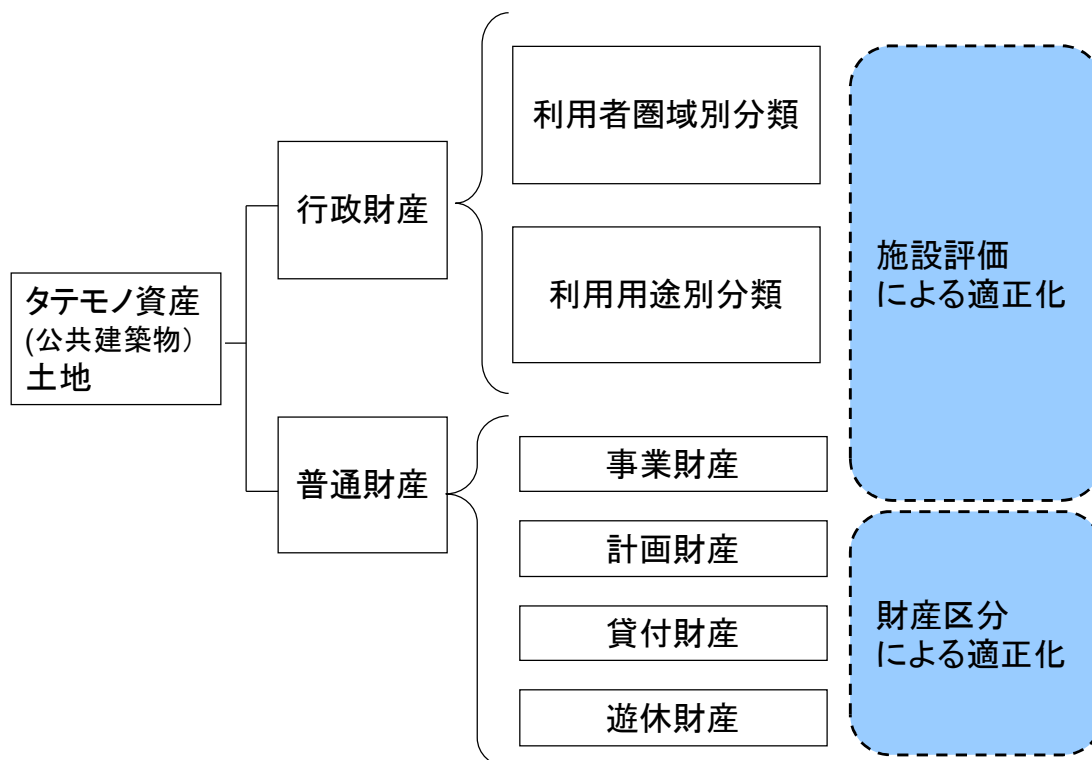 タテモノ資産
(公共建築物）
土地
行政財産
普通財産
利用者圏域別分類
利用用途別分類
事業財産
計画財産
貸付財産
遊休財産
施設評価
による適正化
財産区分
による適正化